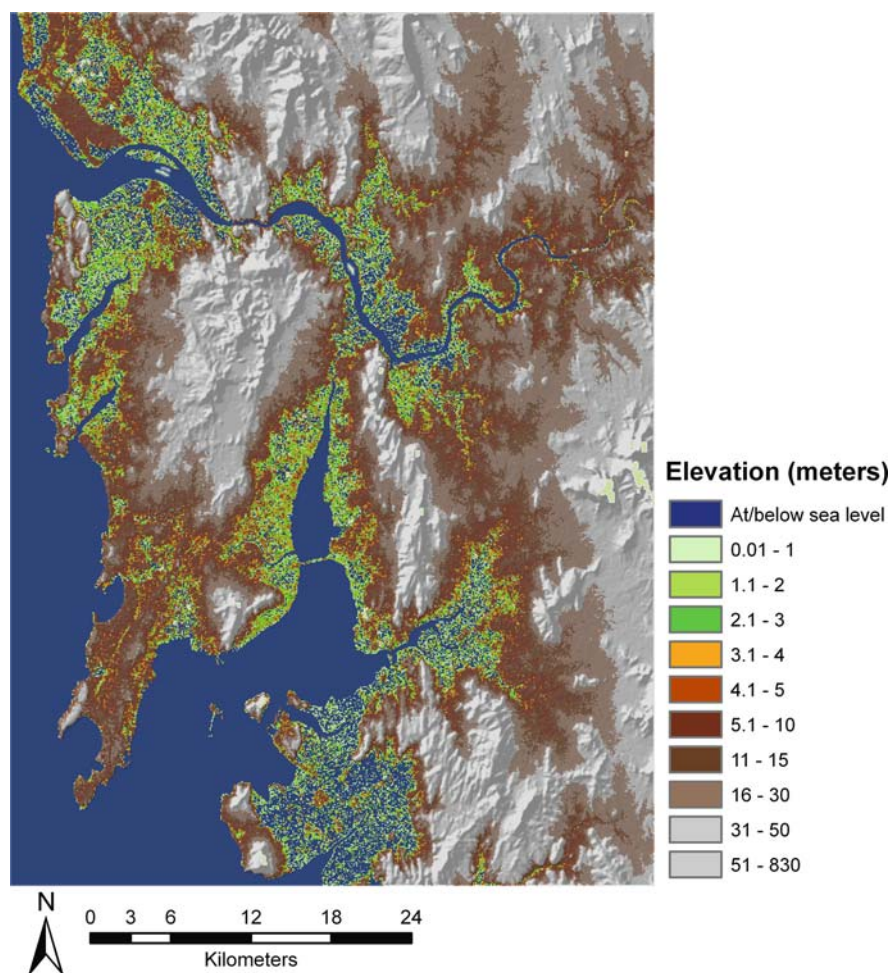 Elevation (meters)
At/below sea level
0.01 - 1
1.1 - 2
2.1 - 3
3.1 - 4
4.1 - 5
5.1 - 10
11 - 15
16 - 30
31 - 50
51 - 830
N
0 3 6 12 18 24
Kilometers